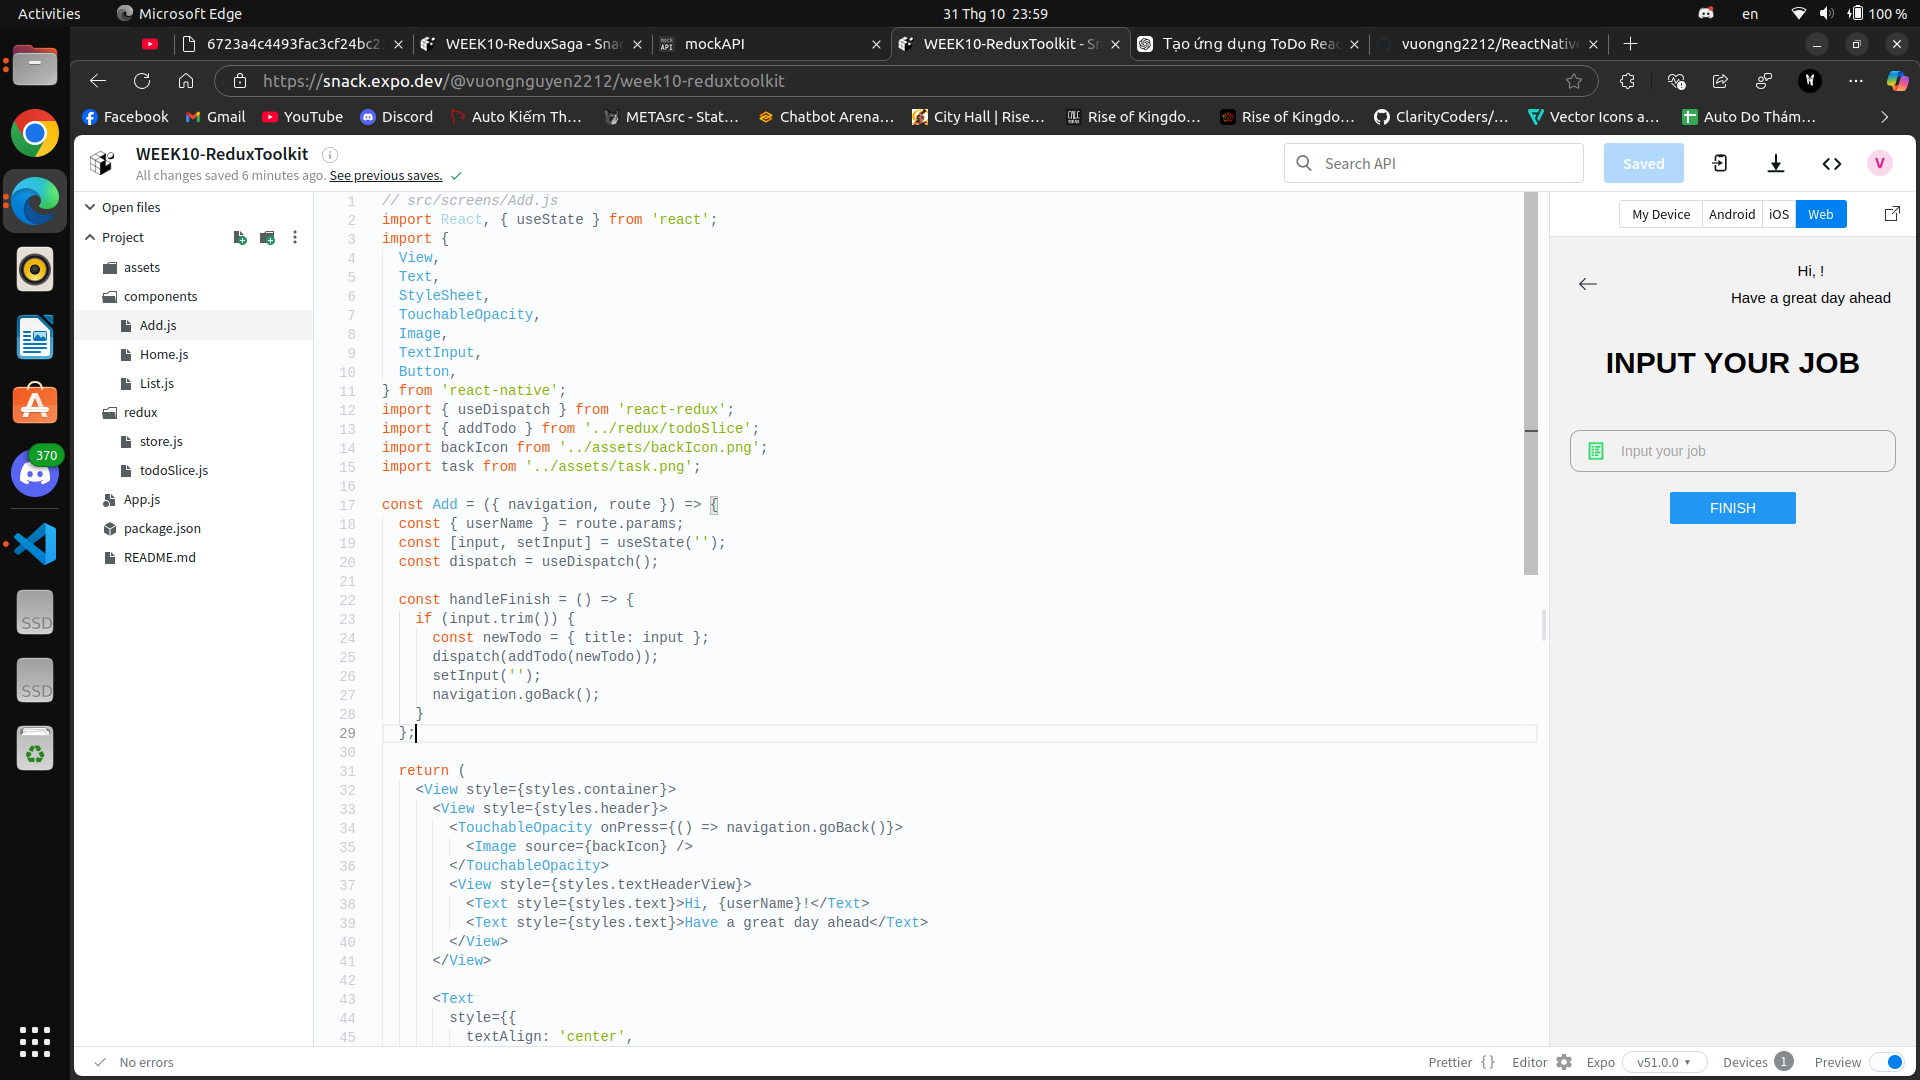 Activities
Microsoft Edge
31 Thg 10  23:59
en
100 %
6723a4c4493fac3cf24bc2
WEEK10-ReduxSaga - Snac
mockAPI
WEEK10-ReduxToolkit - Sn
Tạo ứng dụng ToDo Rea
vuongng2212/ReactNative
https://snack.expo.dev/@vuongnguyen2212/week10-reduxtoolkit
Facebook
Gmail
YouTube
Discord
Auto Kiếm Th...
METAsrc - Stat...
Chatbot Arena...
City Hall | Rise...
Rise of Kingdo...
Rise of Kingdo...
ClarityCoders/...
Vector Icons a...
Auto Do Thám...
WEEK10-ReduxToolkit
All changes saved 6 minutes ago. See previous saves.
Search API
Saved
V
Open files
Project
assets
components
Add.js
Home.js
List.js
redux
store.js
todoSlice.js
App.js
package.json
README.md
370
SSD
SSD
1 // src/screens/Add.js
2 import React, { useState } from 'react';
3 import {
4 View,
5 Text,
6 StyleSheet,
7 TouchableOpacity,
8 Image,
9 TextInput,
10 Button,
11 } from 'react-native';
12 import { useDispatch } from 'react-redux';
13 import { addTodo } from '../redux/todoSlice';
14 import backIcon from '../assets/backIcon.png';
15 import task from '../assets/task.png';
16
17 const Add = ({ navigation, route }) => {
18 const { userName } = route.params;
19 const [input, setInput] = useState('');
20 const dispatch = useDispatch();
21
22 const handleFinish = () => {
23 if (input.trim()) {
24 const newTodo = { title: input };
25 dispatch(addTodo(newTodo));
26 setInput('');
27 navigation.goBack();
28 }
29 };
30
31 return (
32 <View style={styles.container}>
33 <View style={styles.header}>
34 <TouchableOpacity onPress={() => navigation.goBack()}>
35 <Image source={backIcon} />
36 </TouchableOpacity>
37 <View style={styles.textHeaderView}>
38 <Text style={styles.text}>Hi, {userName}!</Text>
39 <Text style={styles.text}>Have a great day ahead</Text>
40 </View>
41 </View>
42
43 <Text
44 style={{
45 textAlign: 'center',
My Device
Android
iOS
Web
Hi, !
Have a great day ahead
INPUT YOUR JOB
Input your job
FINISH
No errors
Prettier { }
Editor
Expo
v51.0.0
Devices 1
Preview